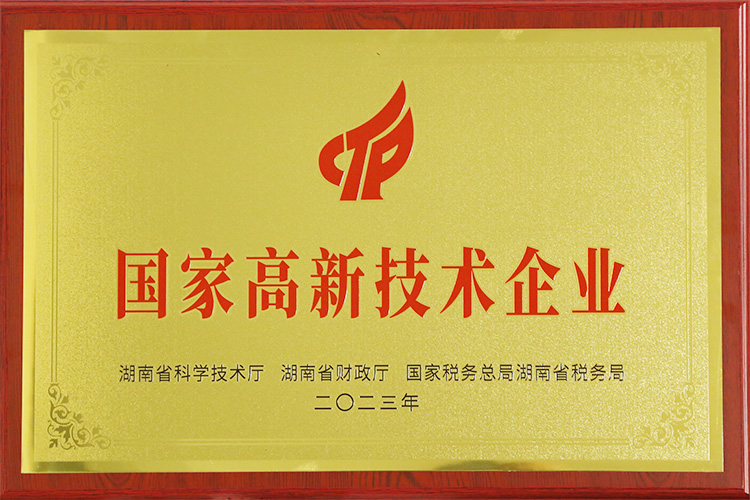 CTP
国家高新技术企业
湖南省科学技术厅 湖南省财政厅 国家税务总局湖南省税务局
二〇二三年